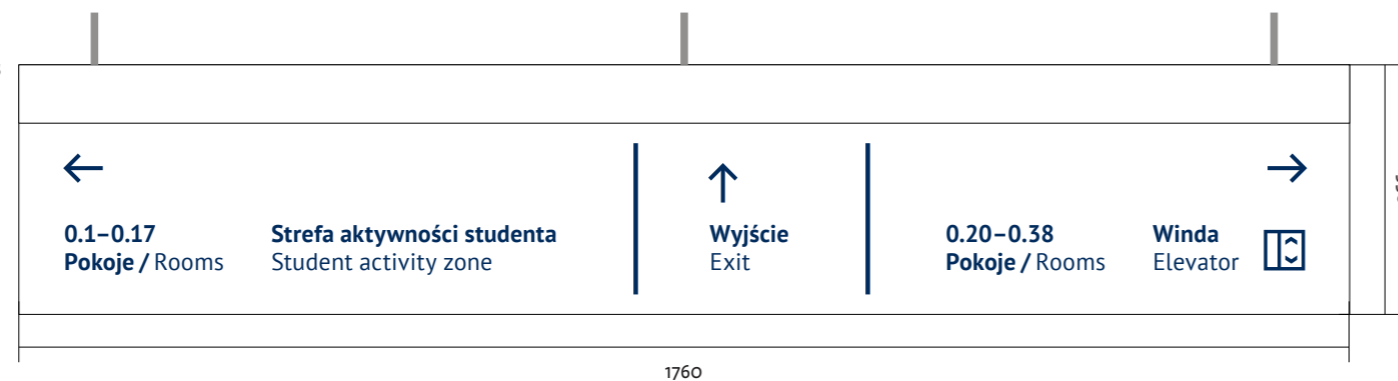 0.1–0.17
Pokoje / Rooms
Strefa aktywności studenta
Student activity zone
Wyjście
Exit
0.20–0.38
Pokoje / Rooms
Winda
Elevator
1760